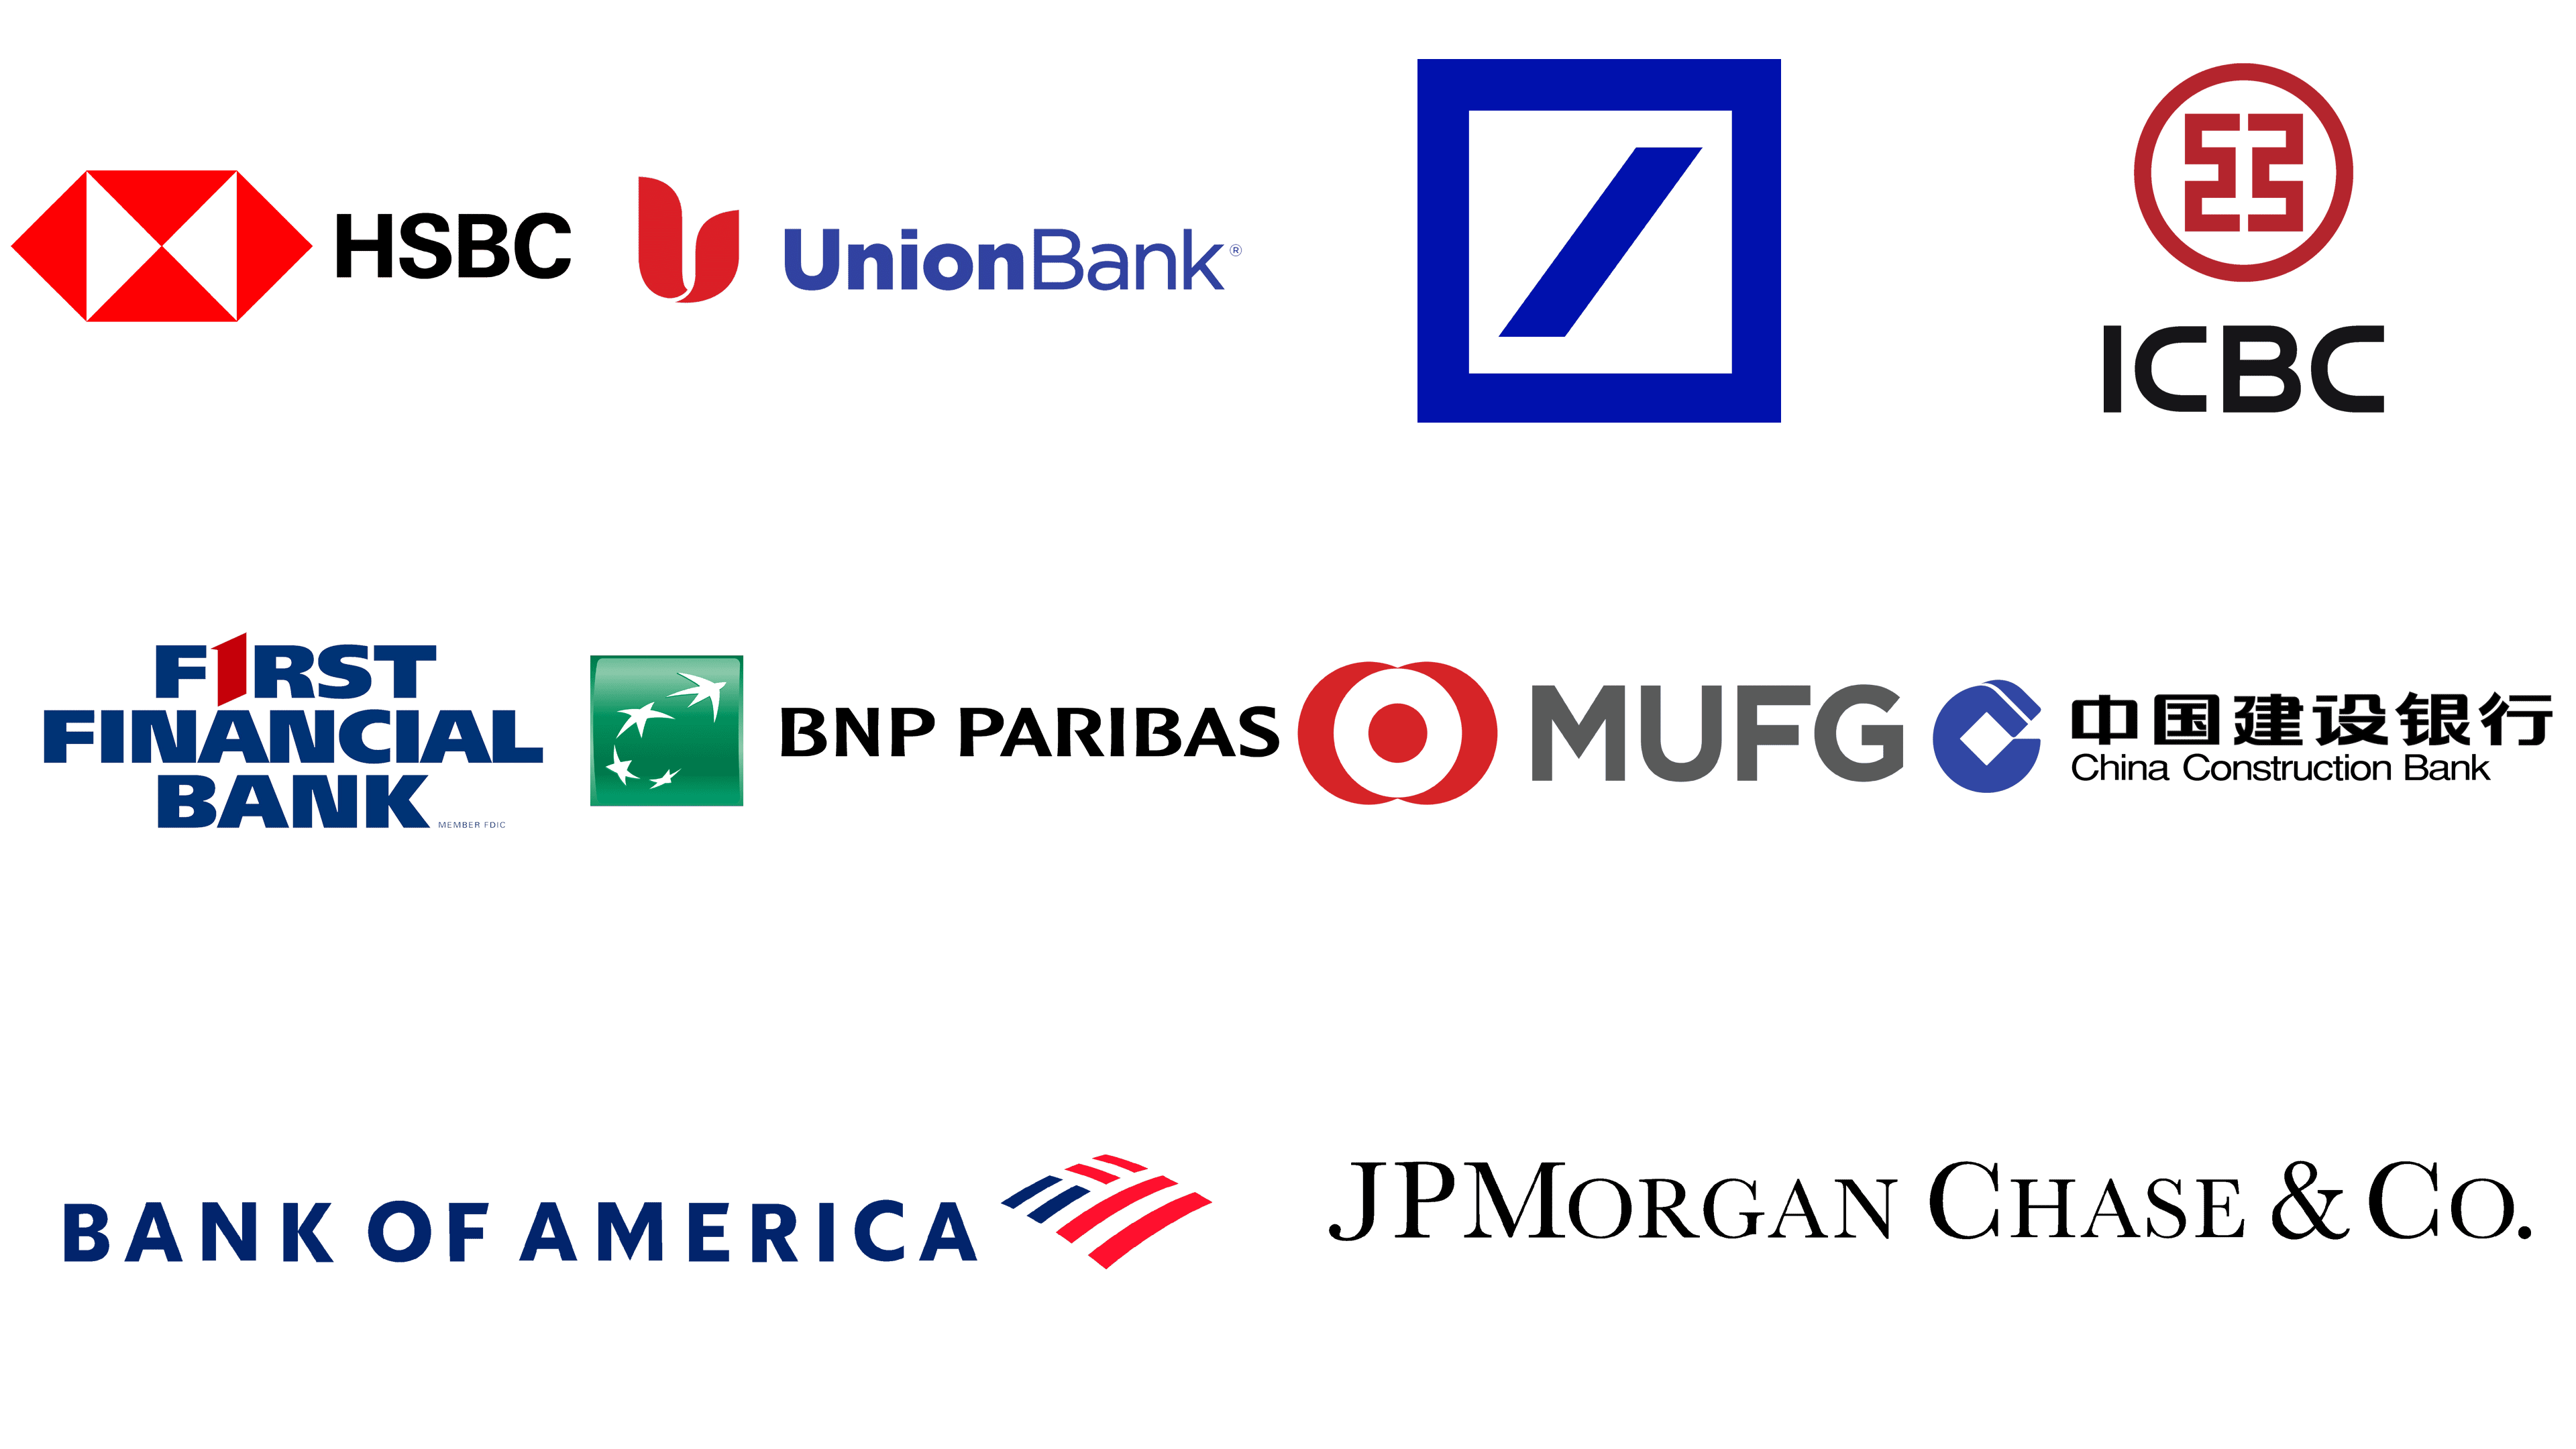 HSBC
UnionBank®
ICBC
F1RST
FINANCIAL
BANK MEMBER FDIC
BNP PARIBAS
MUFG
中国建设银行
China Construction Bank
BANK OF AMERICA
JPMORGAN CHASE & CO.